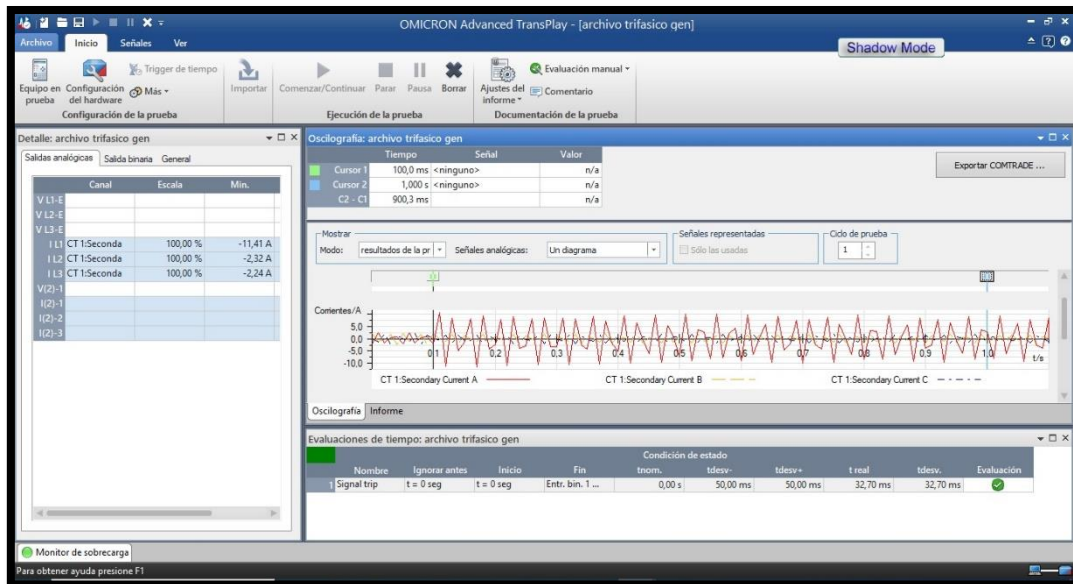 OMICRON Advanced TransPlay - [archivo trifasico gen]
Archivo Inicio Señales Ver
Shadow Mode
Equipo en prueba
Configuración del hardware
Trigger de tiempo
Más
Configuración de la prueba
Importar
Comenzar/Continuar Parar Pausa Borrar
Ejecución de la prueba
Ajustes del informe
Evaluación manual
Comentario
Documentación de la prueba
Detalle: archivo trifasico gen
Saldas analógicas Salida binaria General
Canal Escala Min.
V L1-E
V L2-E
V L3-E
I L1 CT 1:Seconda 100,00 % -11,41 A
I L2 CT 1:Seconda 100,00 % -2,32 A
I L3 CT 1:Seconda 100,00 % -2,24 A
V(2)-1
I(2)-1
I(2)-2
I(2)-3
Oscilografía: archivo trifasico gen
Tiempo Señal Valor
Cursor 1 100,0 ms <ninguno> n/a
Cursor 2 1,000 s <ninguno> n/a
C2 - C1 900,3 ms n/a
Exportar COMTRADE ...
Mostrar
Modo: resultados de la pr Señales analógicas: Un diagrama
Señales representadas
Sólo las usadas
Ciclo de prueba
1
Corrientes/A
5,0
0,0
-5,0
-10,0
0,1 0,2 0,3 0,4 0,5 0,6 0,7 0,8 0,9 1,0 t/s
CT 1:Secondary Current A CT 1:Secondary Current B CT 1:Secondary Current C
Oscilografía Informe
Evaluaciones de tiempo: archivo trifasico gen
Condición de estado
Nombre Ignorar antes Inicio Fin tnom. tdesv- tdesv+ t real tdesv. Evaluación
1 Signal trip t = 0 seg t = 0 seg Entr. bin. 1 ... 0,00 s 50,00 ms 50,00 ms 32,70 ms 32,70 ms
Monitor de sobrecarga
Para obtener ayuda presione F1